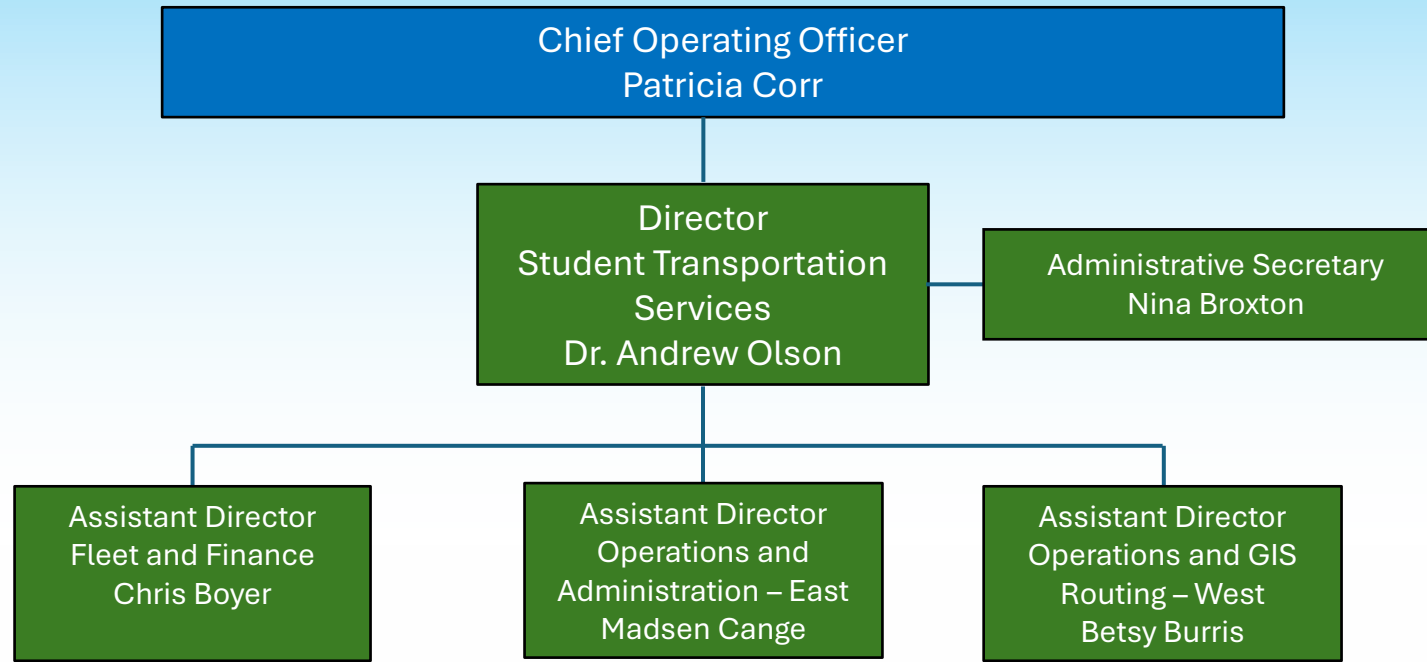 Chief Operating Officer
Patricia Corr
Director
Student Transportation
Services
Dr. Andrew Olson
Administrative Secretary
Nina Broxton
Assistant Director
Fleet and Finance
Chris Boyer
Assistant Director
Operations and
Administration – East
Madsen Cange
Assistant Director
Operations and GIS
Routing – West
Betsy Burris